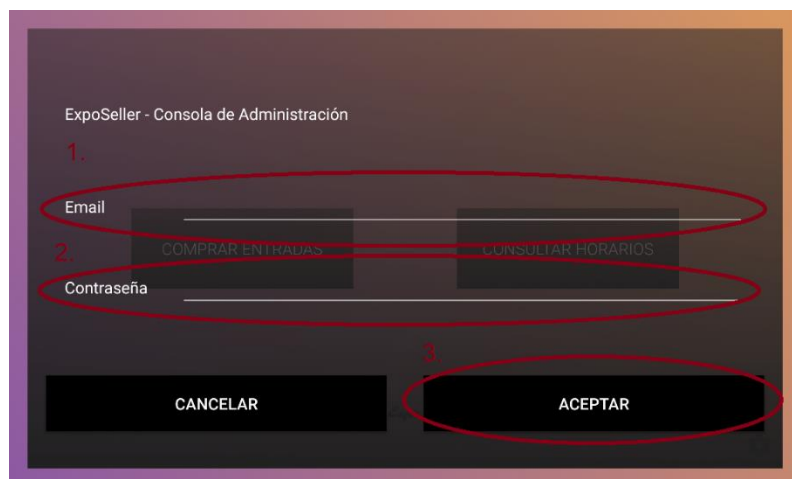 ExpoSeller - Consola de Administración
1.
Email
COMPRAR ENTRADAS
CONSULTAR HORARIOS
2.
Contraseña
3.
CANCELAR
ACEPTAR